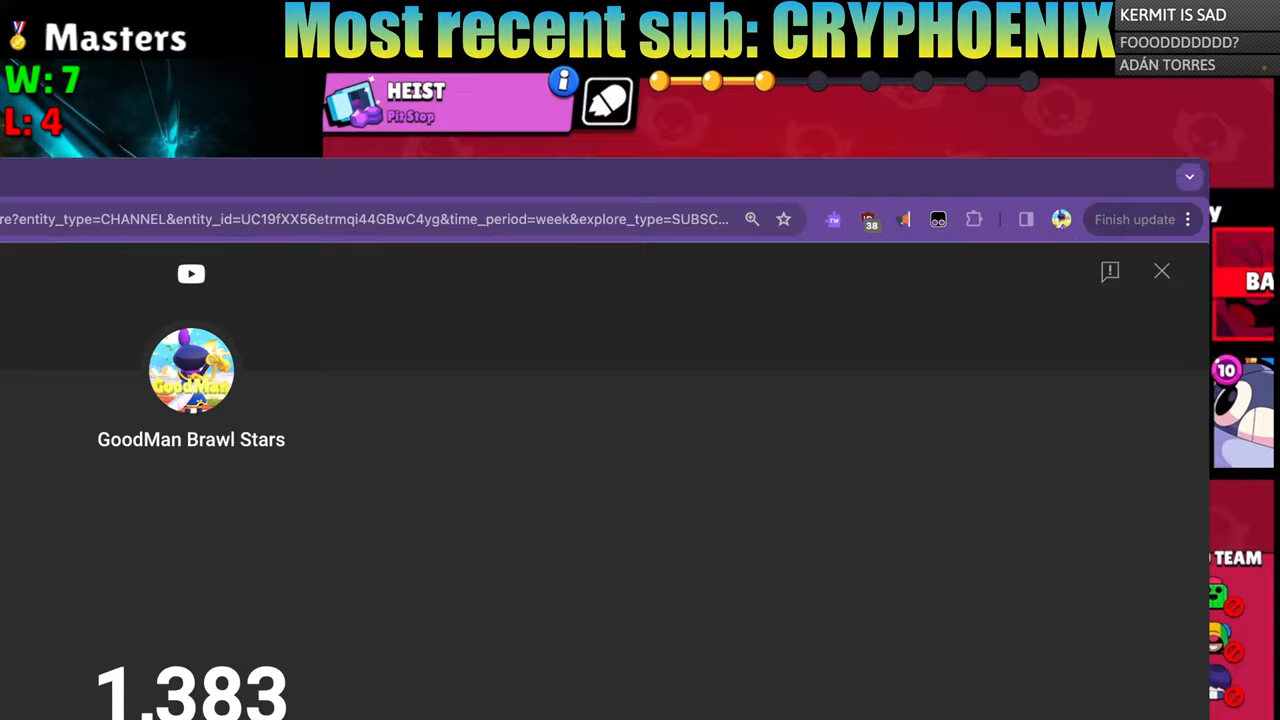 Masters
W: 7
L: 4
Most recent sub: CRYPHOENIX
KERMIT IS SAD
FOOODDDDDDD?
ADÁN TORRES
HEIST
Pit Stop
i
re?entity_type=CHANNEL&entity_id=UC19fXX56etrmqi44GBwC4yg&time_period=week&explore_type=SUBSC...
rw
38
Finish update
y
BA
GoodMan
10
GoodMan Brawl Stars
TEAM
1,383